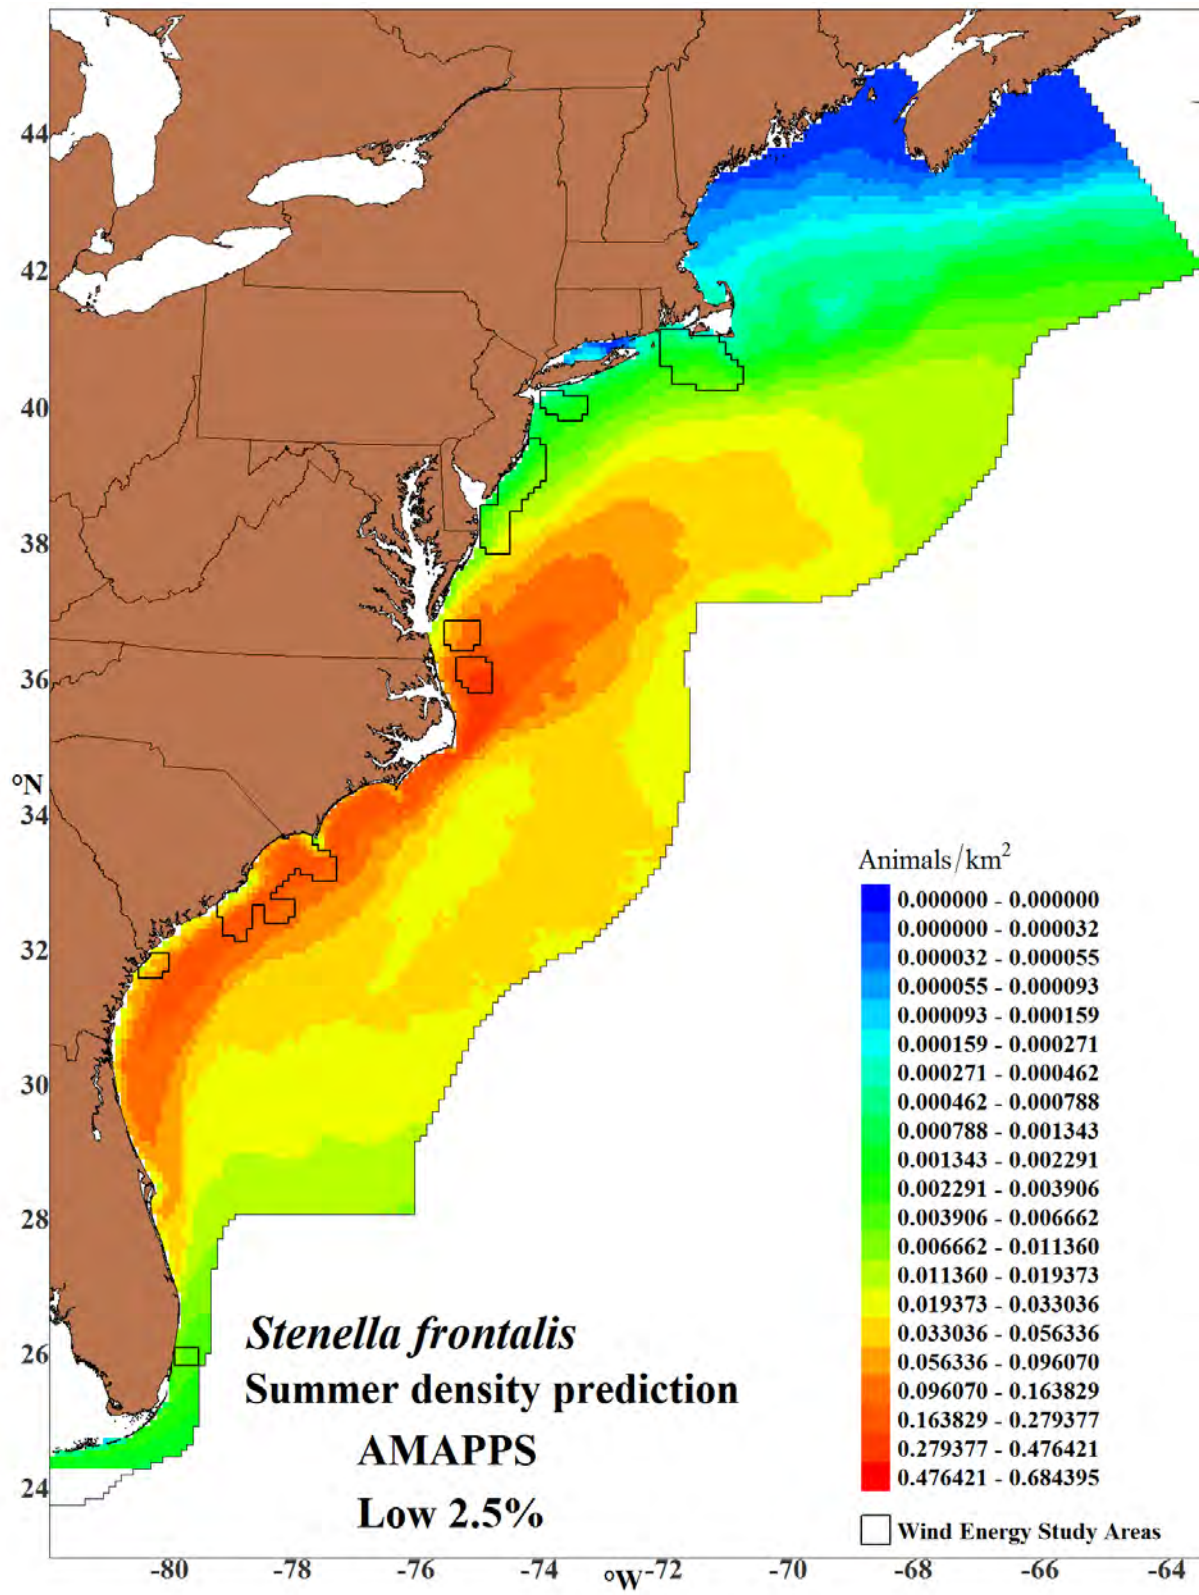 44
42
40
38
36
°N
34
32
30
28
26
24
Animals/km²
0.000000 - 0.000000
0.000000 - 0.000032
0.000032 - 0.000055
0.000055 - 0.000093
0.000093 - 0.000159
0.000159 - 0.000271
0.000271 - 0.000462
0.000462 - 0.000788
0.000788 - 0.001343
0.001343 - 0.002291
0.002291 - 0.003906
0.003906 - 0.006662
0.006662 - 0.011360
0.011360 - 0.019373
0.019373 - 0.033036
0.033036 - 0.056336
0.056336 - 0.096070
0.096070 - 0.163829
0.163829 - 0.279377
0.279377 - 0.476421
0.476421 - 0.684395
Wind Energy Study Areas
Stenella frontalis
Summer density prediction
AMAPPS
Low 2.5%
-80 -78 -76 -74 -72 -70 -68 -66 -64
°W